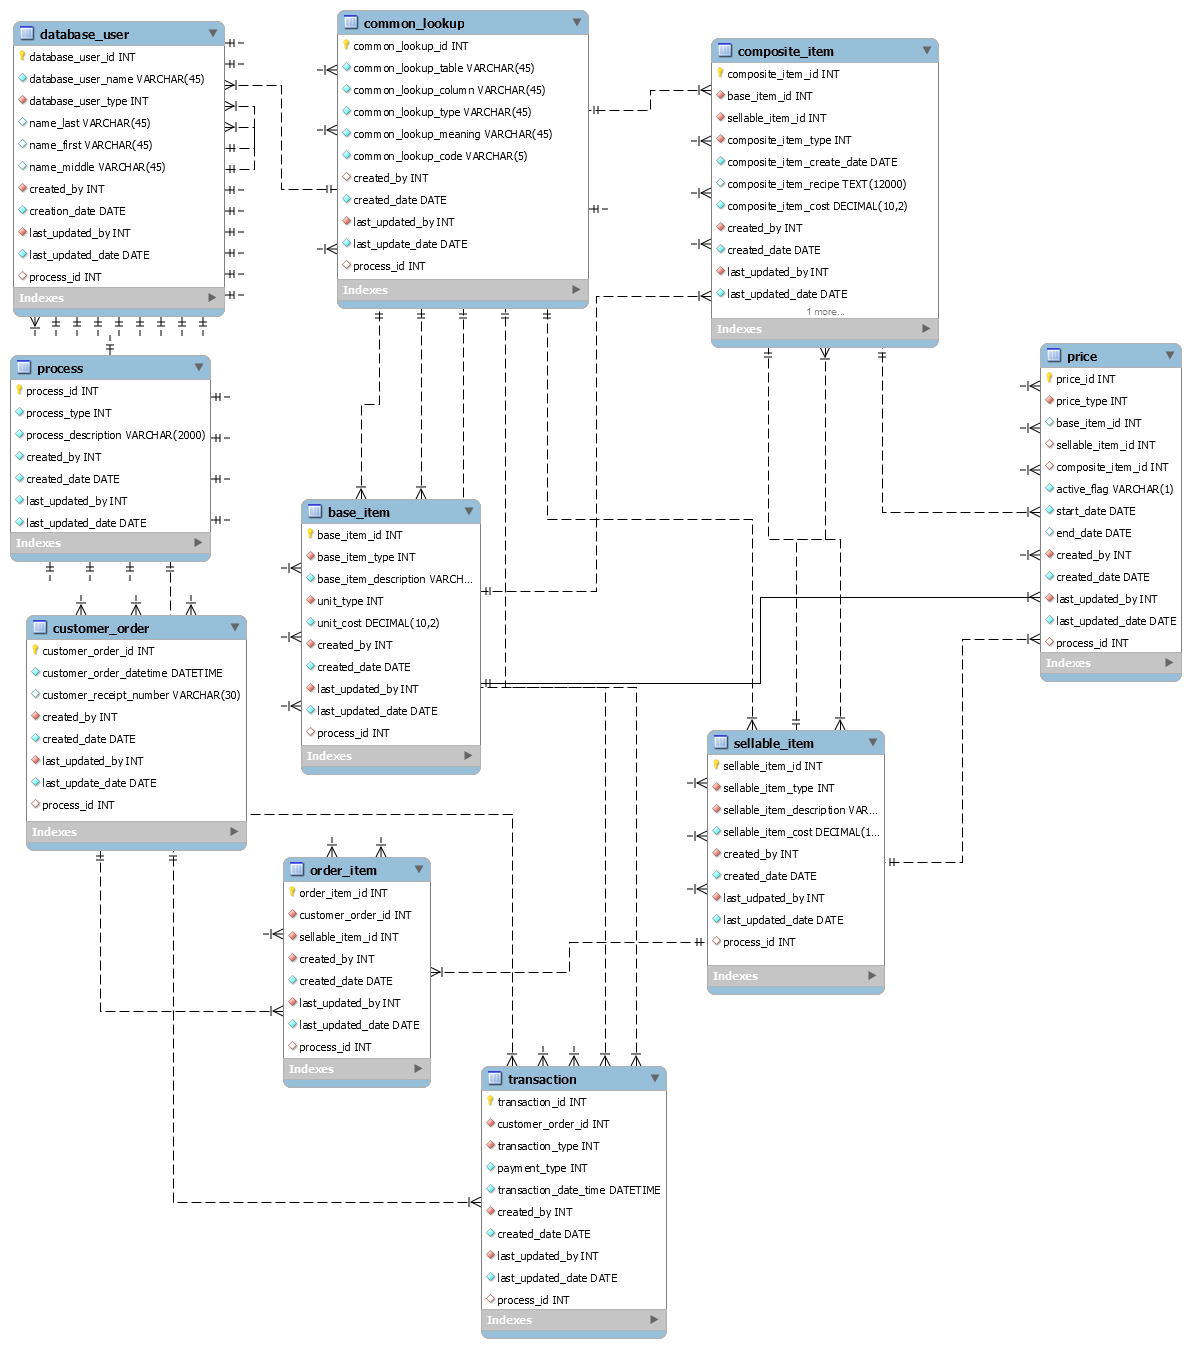 database_user
database_user_id INT
database_user_name VARCHAR(45)
database_user_type INT
name_last VARCHAR(45)
name_first VARCHAR(45)
name_middle VARCHAR(45)
created_by INT
creation_date DATE
last_updated_by INT
last_updated_date DATE
process_id INT
Indexes
common_lookup
common_lookup_id INT
common_lookup_table VARCHAR(45)
common_lookup_column VARCHAR(45)
common_lookup_type VARCHAR(45)
common_lookup_meaning VARCHAR(45)
common_lookup_code VARCHAR(5)
created_by INT
created_date DATE
last_updated_by INT
last_update_date DATE
process_id INT
Indexes
composite_item
composite_item_id INT
base_item_id INT
sellable_item_id INT
composite_item_type INT
composite_item_create_date DATE
composite_item_recipe TEXT(12000)
composite_item_cost DECIMAL(10,2)
created_by INT
created_date DATE
last_updated_by INT
last_updated_date DATE
1 more...
Indexes
process
process_id INT
process_type INT
process_description VARCHAR(2000)
created_by INT
created_date DATE
last_updated_by INT
last_updated_date DATE
Indexes
price
price_id INT
price_type INT
base_item_id INT
sellable_item_id INT
composite_item_id INT
active_flag VARCHAR(1)
start_date DATE
end_date DATE
created_by INT
created_date DATE
last_updated_by INT
last_updated_date DATE
process_id INT
Indexes
base_item
base_item_id INT
base_item_type INT
base_item_description VARCH...
unit_type INT
unit_cost DECIMAL(10,2)
created_by INT
created_date DATE
last_updated_by INT
last_updated_date DATE
process_id INT
Indexes
customer_order
customer_order_id INT
customer_order_datetime DATETIME
customer_receipt_number VARCHAR(30)
created_by INT
created_date DATE
last_updated_by INT
last_update_date DATE
process_id INT
Indexes
sellable_item
sellable_item_id INT
sellable_item_type INT
sellable_item_description VAR...
sellable_item_cost DECIMAL(1...
created_by INT
created_date DATE
last_udpated_by INT
last_updated_date DATE
process_id INT
Indexes
order_item
order_item_id INT
customer_order_id INT
sellable_item_id INT
created_by INT
created_date DATE
last_updated_by INT
last_updated_date DATE
process_id INT
Indexes
transaction
transaction_id INT
customer_order_id INT
transaction_type INT
payment_type INT
transaction_date_time DATETIME
created_by INT
created_date DATE
last_updated_by INT
last_updated_date DATE
process_id INT
Indexes